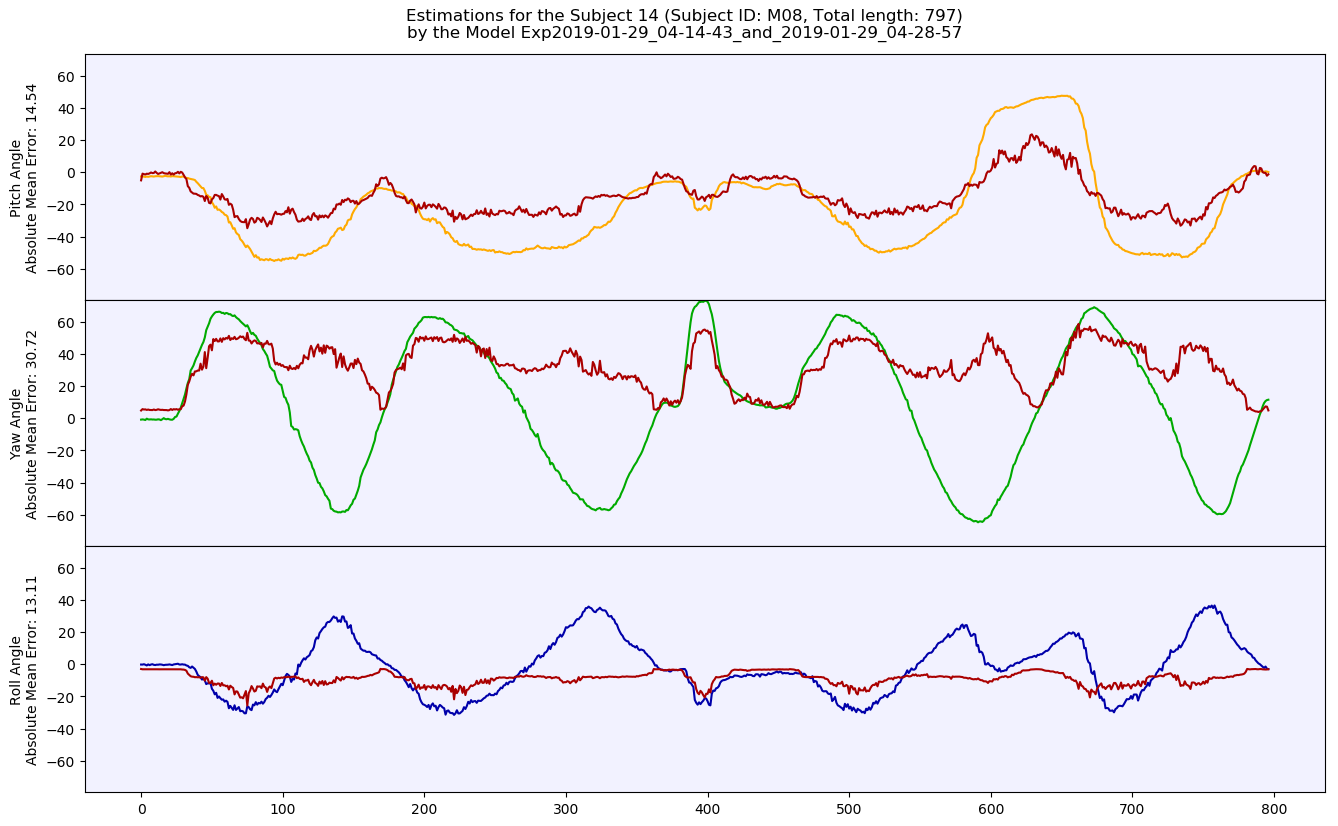 Estimations for the Subject 14 (Subject ID: M08, Total length: 797)
by the Model Exp2019-01-29_04-14-43_and_2019-01-29_04-28-57
Pitch Angle
Absolute Mean Error: 14.54
60
40
20
0
−20
−40
−60
Yaw Angle
Absolute Mean Error: 30.72
60
40
20
0
−20
−40
−60
Roll Angle
Absolute Mean Error: 13.11
60
40
20
0
−20
−40
−60
0 100 200 300 400 500 600 700 800